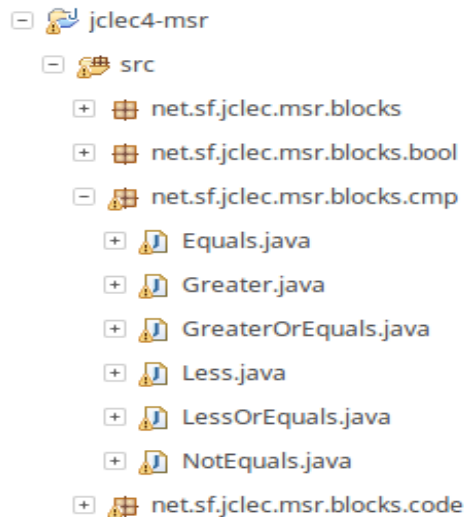 jclec4-msr
src
net.sf.jclec.msr.blocks
net.sf.jclec.msr.blocks.bool
net.sf.jclec.msr.blocks.cmp
Equals.java
Greater.java
GreaterOrEquals.java
Less.java
LessOrEquals.java
NotEquals.java
net.sf.jclec.msr.blocks.code